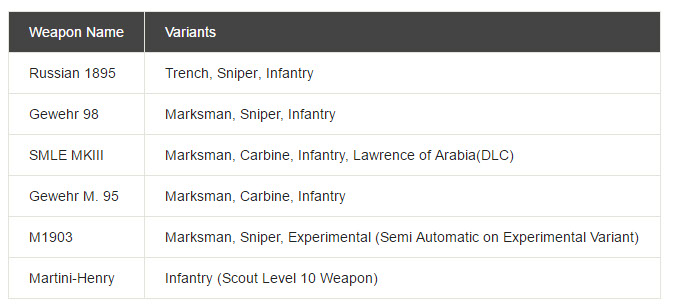 Weapon Name Variants
Russian 1895 Trench, Sniper, Infantry
Gewehr 98 Marksman, Sniper, Infantry
SMLE MKIII Marksman, Carbine, Infantry, Lawrence of Arabia(DLC)
Gewehr M. 95 Marksman, Carbine, Infantry
M1903 Marksman, Sniper, Experimental (Semi Automatic on Experimental Variant)
Martini-Henry Infantry (Scout Level 10 Weapon)